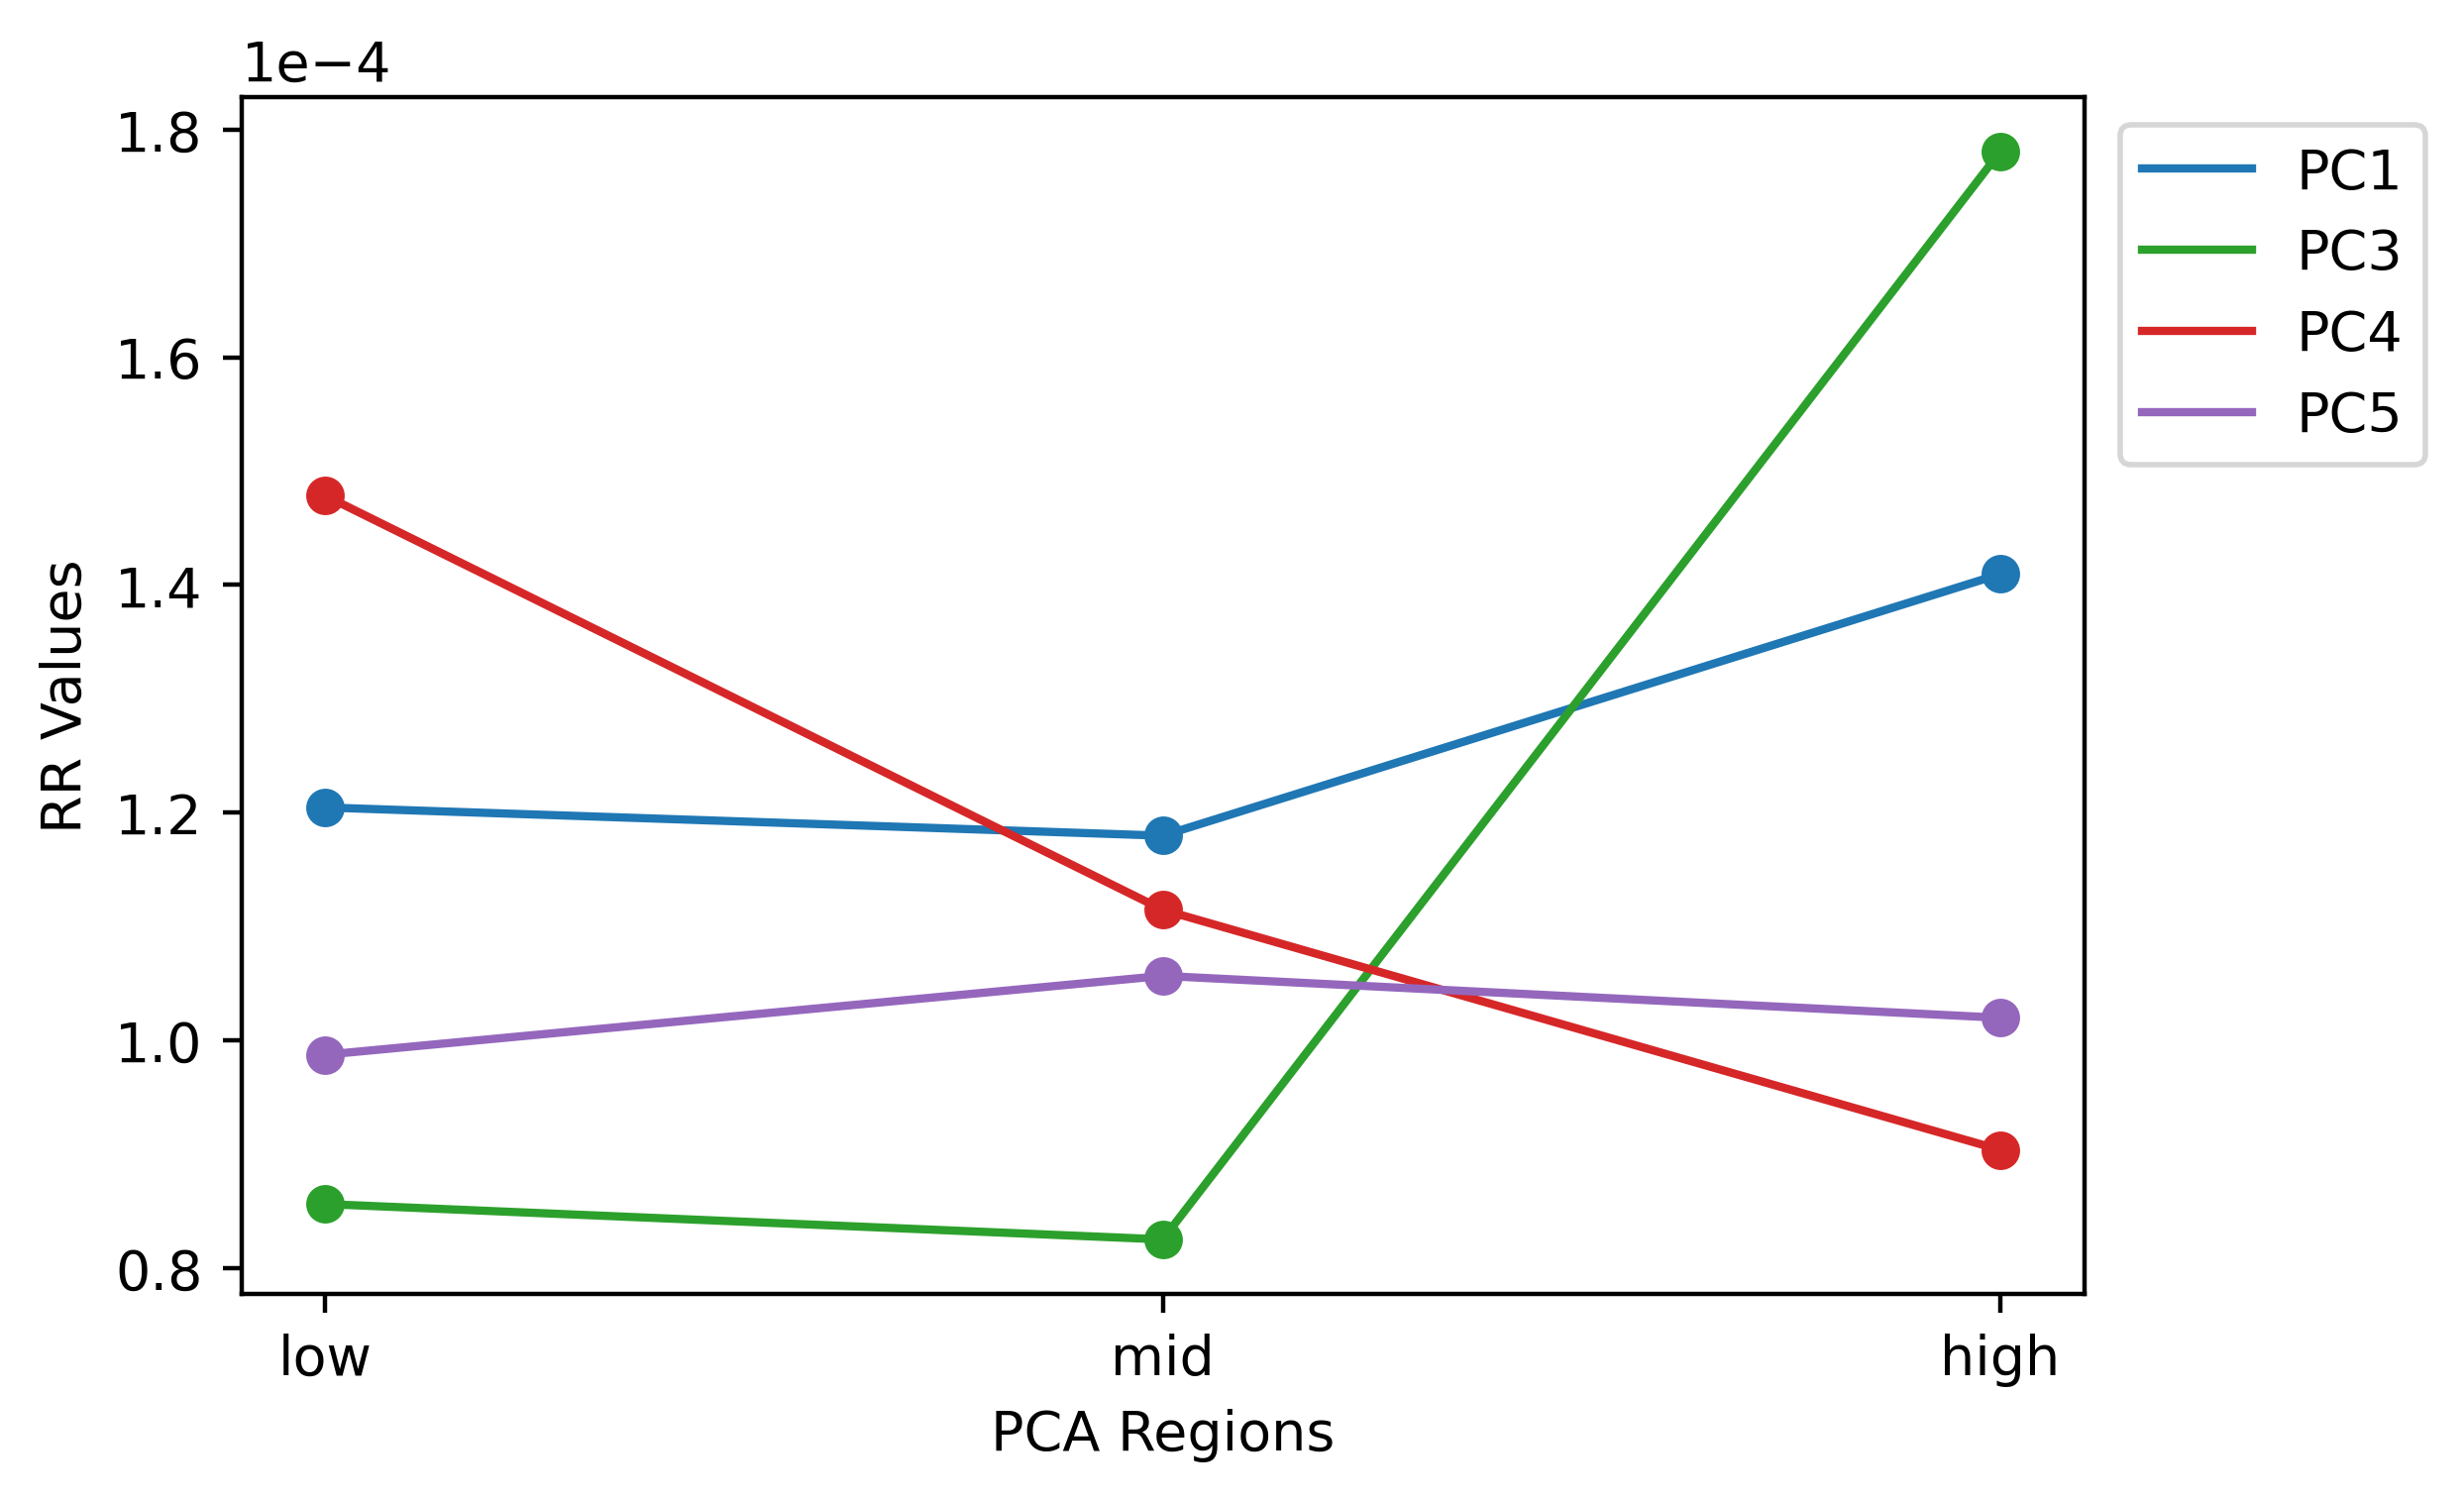 1e−4
1.8
1.6
1.4
1.2
1.0
0.8
RR Values
low
mid
high
PCA Regions
PC1
PC3
PC4
PC5